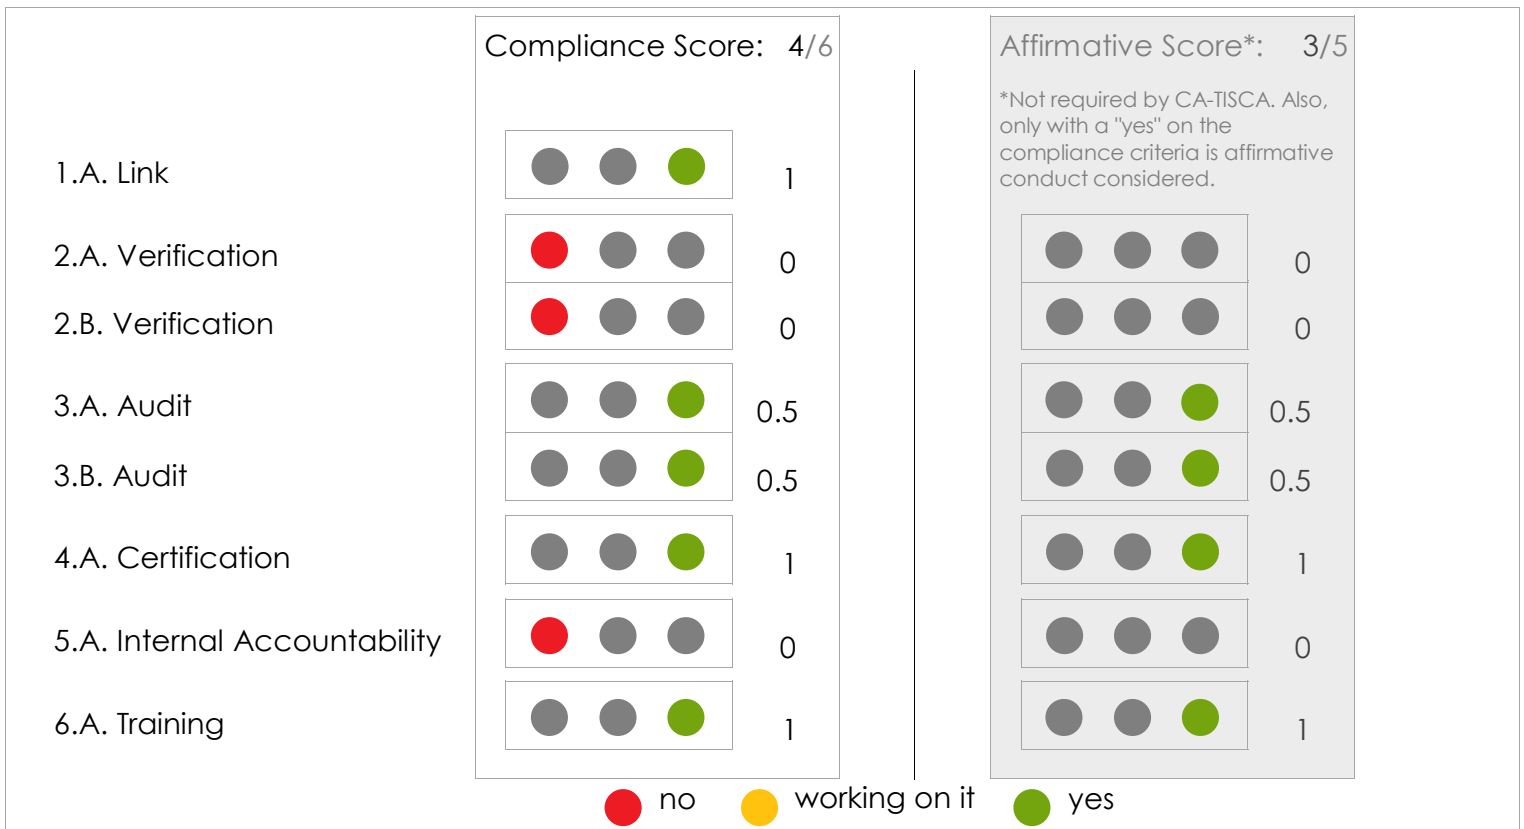 Compliance Score: 4/6
Affirmative Score*: 3/5
*Not required by CA-TISCA. Also,
only with a "yes" on the
compliance criteria is affirmative
conduct considered.
1.A. Link 1
2.A. Verification 0 0
2.B. Verification 0 0
3.A. Audit 0.5 0.5
3.B. Audit 0.5 0.5
4.A. Certification 1 1
5.A. Internal Accountability 0 0
6.A. Training 1 1
no working on it yes